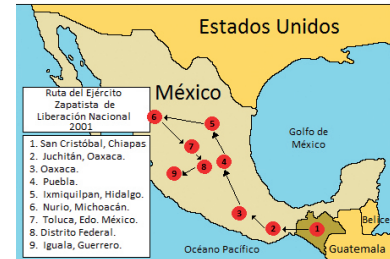 Estados Unidos
México
Ruta del Ejército
Zapatista de
Liberación Nacional
2001
1. San Cristóbal, Chiapas
2. Juchitán, Oaxaca.
3. Oaxaca.
4. Puebla.
5. Ixmiquilpan, Hidalgo.
6. Nurio, Michoacán.
7. Toluca, Edo. México.
8. Distrito Federal.
9. Iguala, Guerrero.
Golfo de
México
6
5
7
8
4
9
3
2
1
Belice
Océano Pacífico
Guatemala